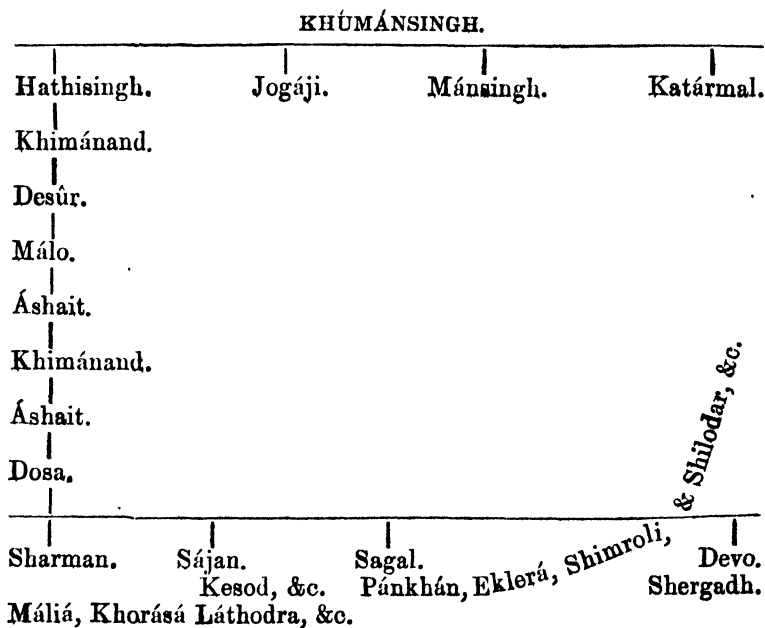 KHÚMÁNSINGH.
Hathisingh. Jogáji. Mánsingh. Katármal.
Khimánand.
Desûr.
Málo.
Áshait.
Khimánand.
Áshait.
Dosa.
Sharman. Sájan. Sagal. Devo.
Kesod, &c. Pánkhán, Eklerá, Shimroli, & Shilodar, &c. Shergadh.
Máliá, Khorásá Láthodra, &c.